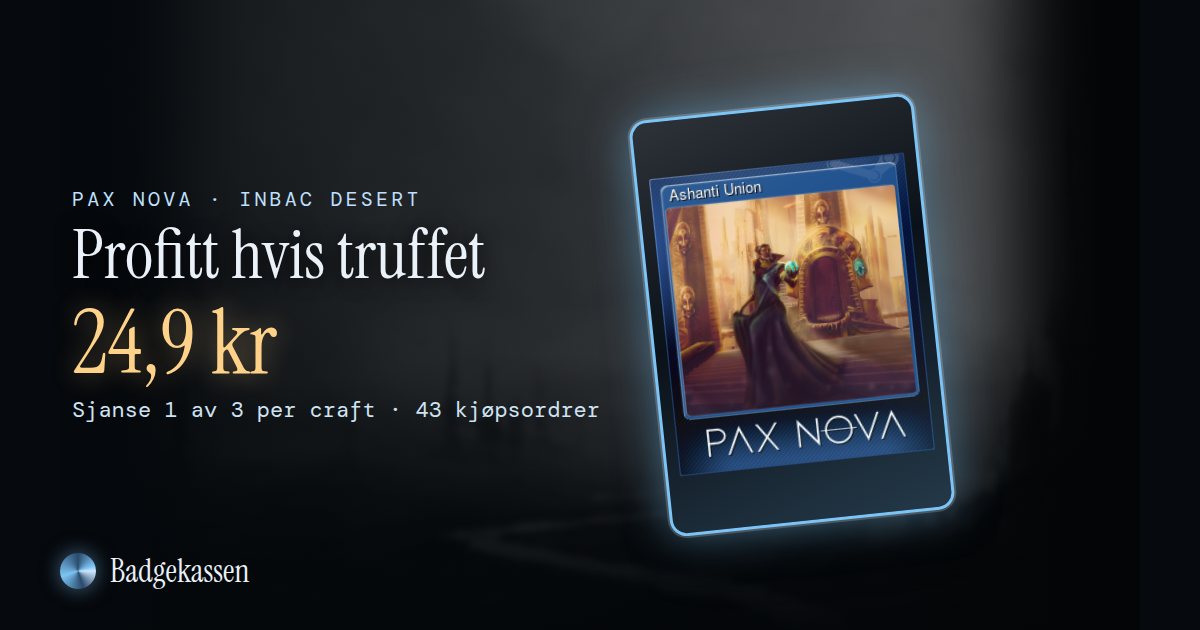 PAX NOVA · INBAC DESERT
Profitt hvis truffet
24,9 kr
Sjanse 1 av 3 per craft · 43 kjøpsordrer
Badgekassen
Ashanti Union
PAX NOVA